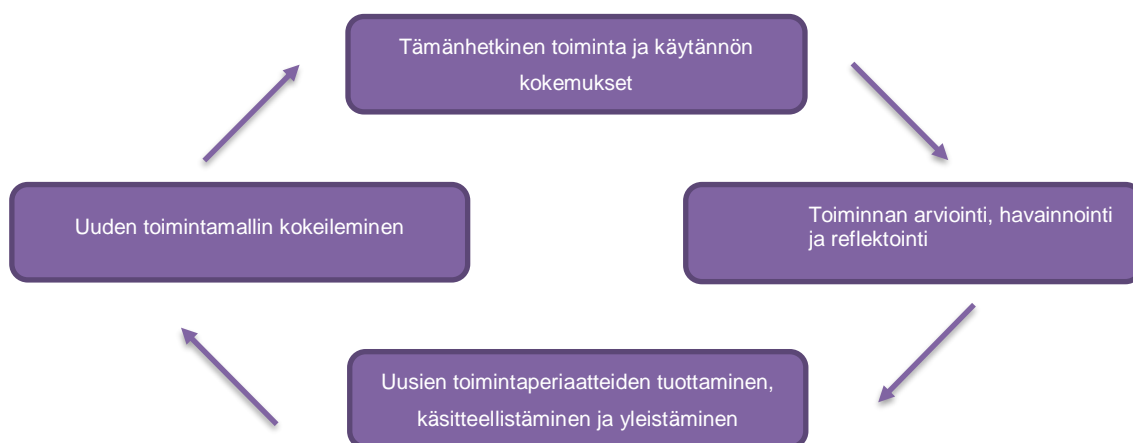 Tämänhetkinen toiminta ja käytännön
kokemukset
Uuden toimintamallin kokeileminen
Toiminnan arviointi, havainnointi
ja reflektointi
Uusien toimintaperiaatteiden tuottaminen,
käsitteellistäminen ja yleistäminen